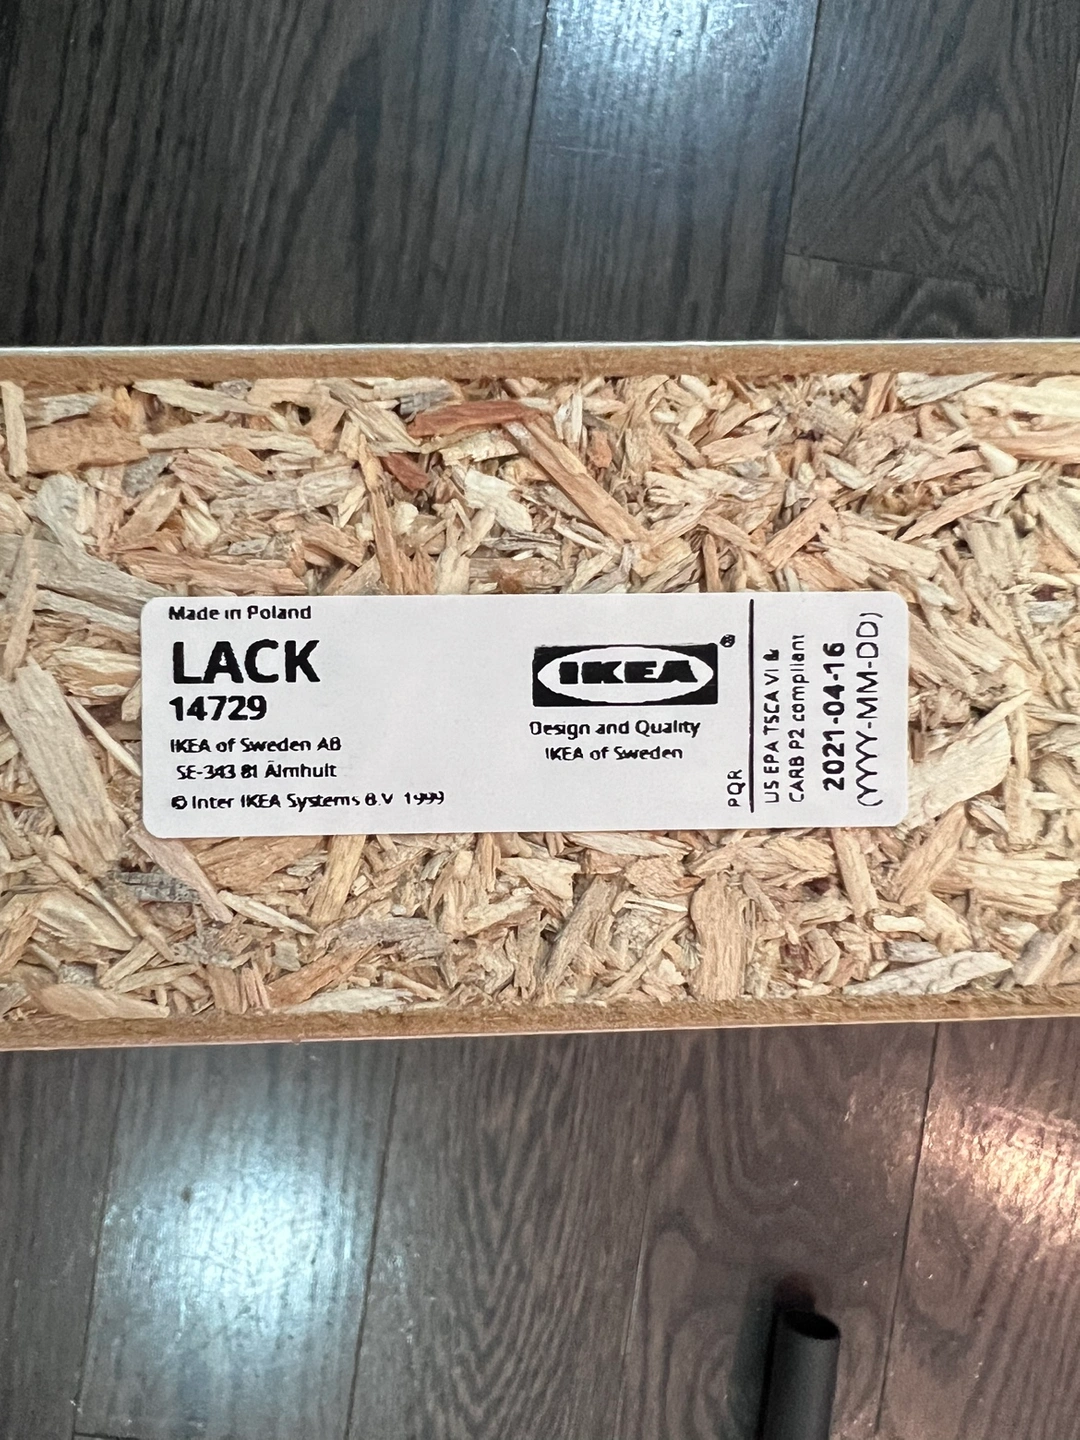 Made in Poland
LACK
14729
IKEA of Sweden AB
SE-343 81 Älmhult
© Inter IKEA Systems B.V. 1999
IKEA®
Design and Quality
IKEA of Sweden
PQR
US EPA TSCA VI &
CARB P2 compliant
2021-04-16
(YYYY-MM-DD)